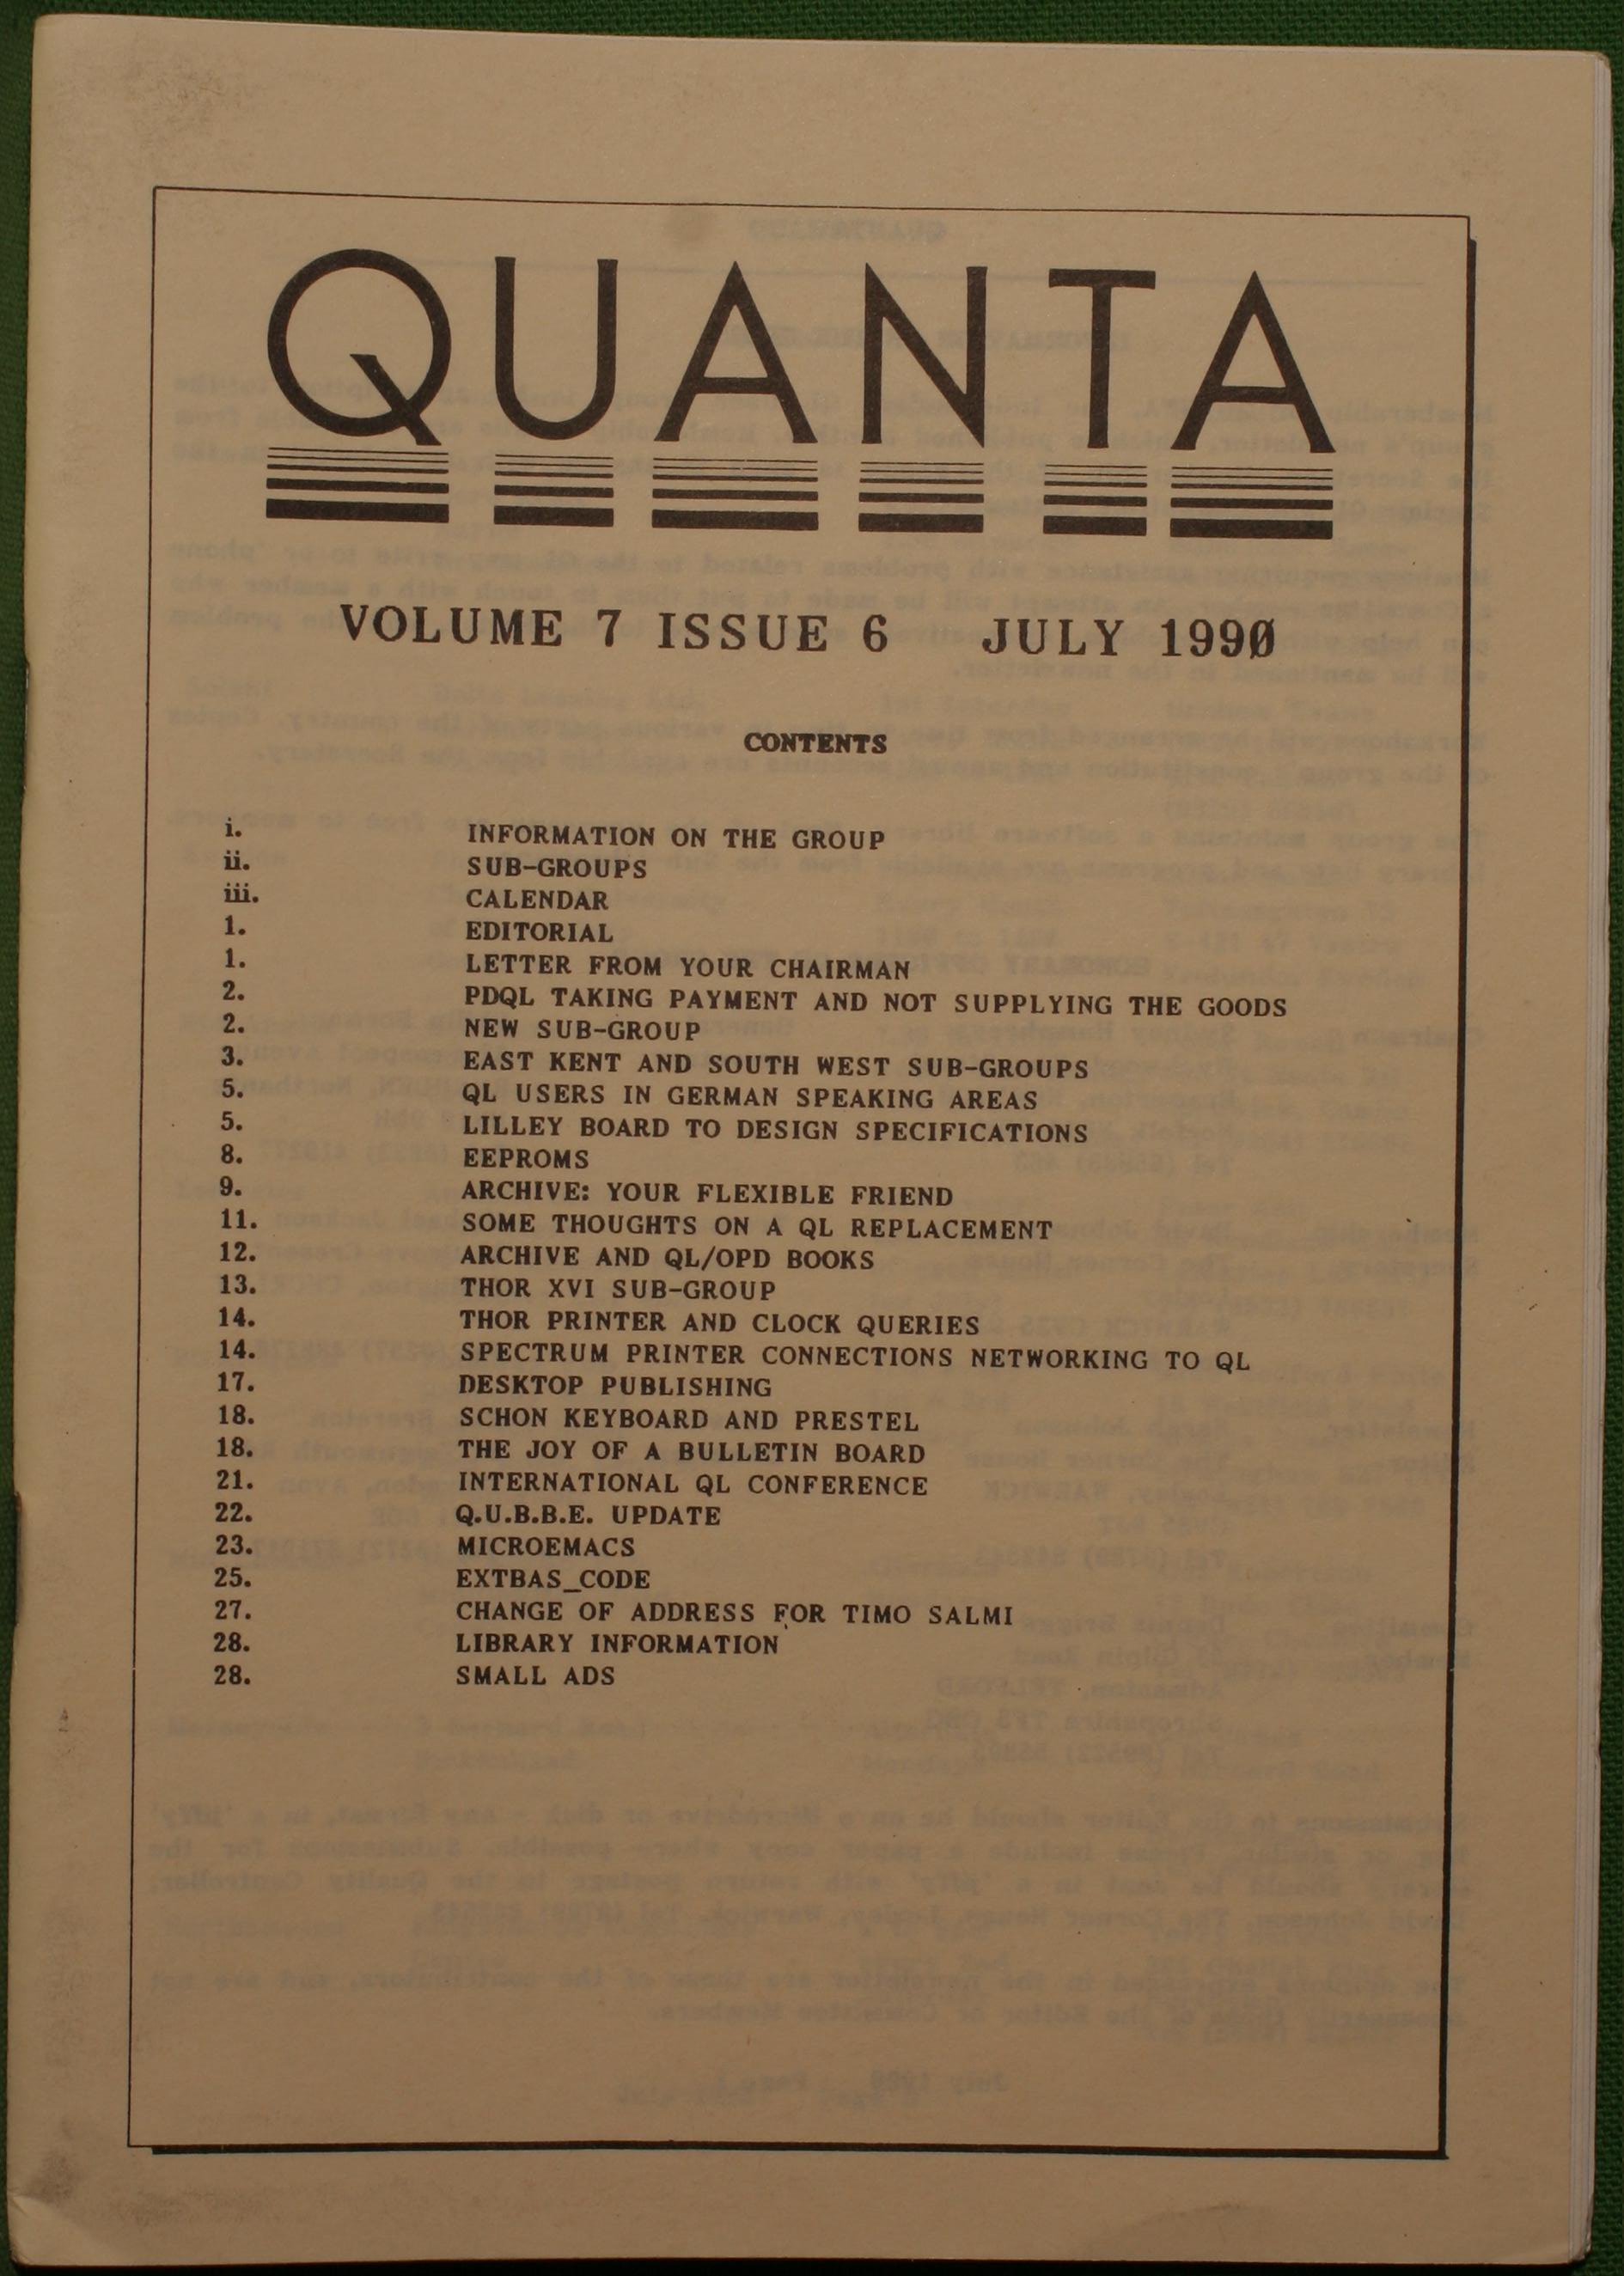 QUANTA
VOLUME 7 ISSUE 6 JULY 1990
CONTENTS
i. INFORMATION ON THE GROUP
ii. SUB-GROUPS
iii. CALENDAR
1. EDITORIAL
1. LETTER FROM YOUR CHAIRMAN
2. PDQL TAKING PAYMENT AND NOT SUPPLYING THE GOODS
2. NEW SUB-GROUP
3. EAST KENT AND SOUTH WEST SUB-GROUPS
5. QL USERS IN GERMAN SPEAKING AREAS
5. LILLEY BOARD TO DESIGN SPECIFICATIONS
8. EEPROMS
9. ARCHIVE: YOUR FLEXIBLE FRIEND
11. SOME THOUGHTS ON A QL REPLACEMENT
12. ARCHIVE AND QL/OPD BOOKS
13. THOR XVI SUB-GROUP
14. THOR PRINTER AND CLOCK QUERIES
14. SPECTRUM PRINTER CONNECTIONS NETWORKING TO QL
17. DESKTOP PUBLISHING
18. SCHON KEYBOARD AND PRESTEL
18. THE JOY OF A BULLETIN BOARD
21. INTERNATIONAL QL CONFERENCE
22. Q.U.B.B.E. UPDATE
23. MICROEMACS
25. EXTBAS_CODE
27. CHANGE OF ADDRESS FOR TIMO SALMI
28. LIBRARY INFORMATION
28. SMALL ADS